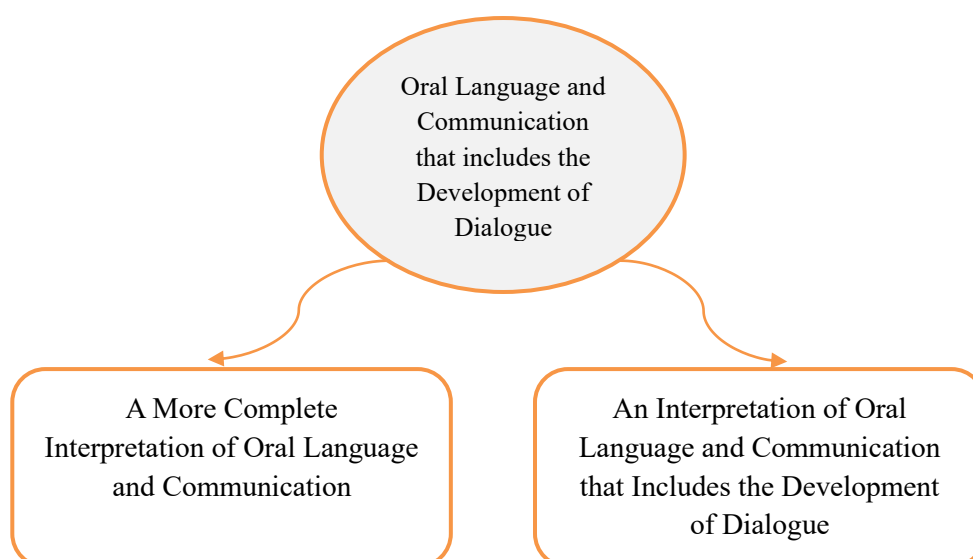 Oral Language and
Communication
that includes the
Development of
Dialogue
A More Complete
Interpretation of Oral Language
and Communication
An Interpretation of Oral
Language and Communication
that Includes the Development
of Dialogue